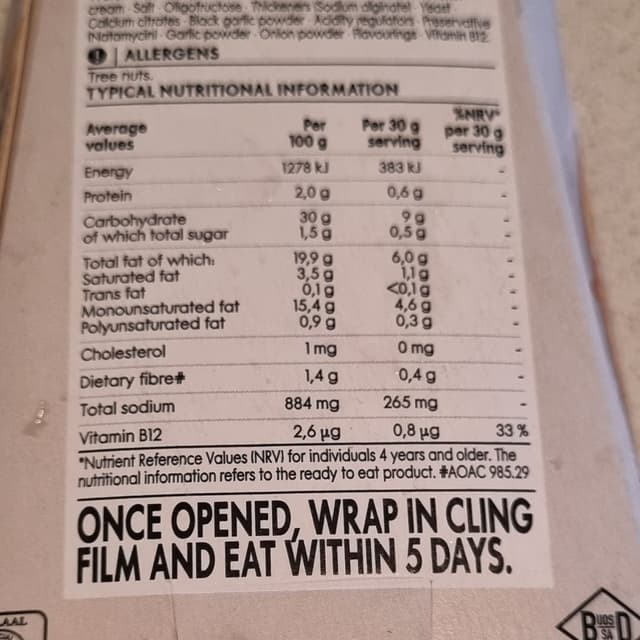 cream · Salt · Oligofructose · Thickeners (Sodium alginate) · Yeast ·
Calcium citrates · Black garlic powder · Acidity regulators · Preservative
(Natamycin) · Garlic powder · Onion powder · Flavourings · Vitamin B12.
! | ALLERGENS
Tree nuts.
TYPICAL NUTRITIONAL INFORMATION
Average values Per 100 g Per 30 g serving %NRV* per 30 g serving
Energy 1278 kJ 383 kJ -
Protein 2,0 g 0,6 g -
Carbohydrate 30 g 9 g -
of which total sugar 1,5 g 0,5 g -
Total fat of which: 19,9 g 6,0 g -
Saturated fat 3,5 g 1,1 g -
Trans fat 0,1 g <0,1 g -
Monounsaturated fat 15,4 g 4,6 g -
Polyunsaturated fat 0,9 g 0,3 g -
Cholesterol 1 mg 0 mg -
Dietary fibre# 1,4 g 0,4 g -
Total sodium 884 mg 265 mg -
Vitamin B12 2,6 µg 0,8 µg 33 %
*Nutrient Reference Values (NRV) for individuals 4 years and older. The
nutritional information refers to the ready to eat product. #AOAC 985.29
ONCE OPENED, WRAP IN CLING
FILM AND EAT WITHIN 5 DAYS.